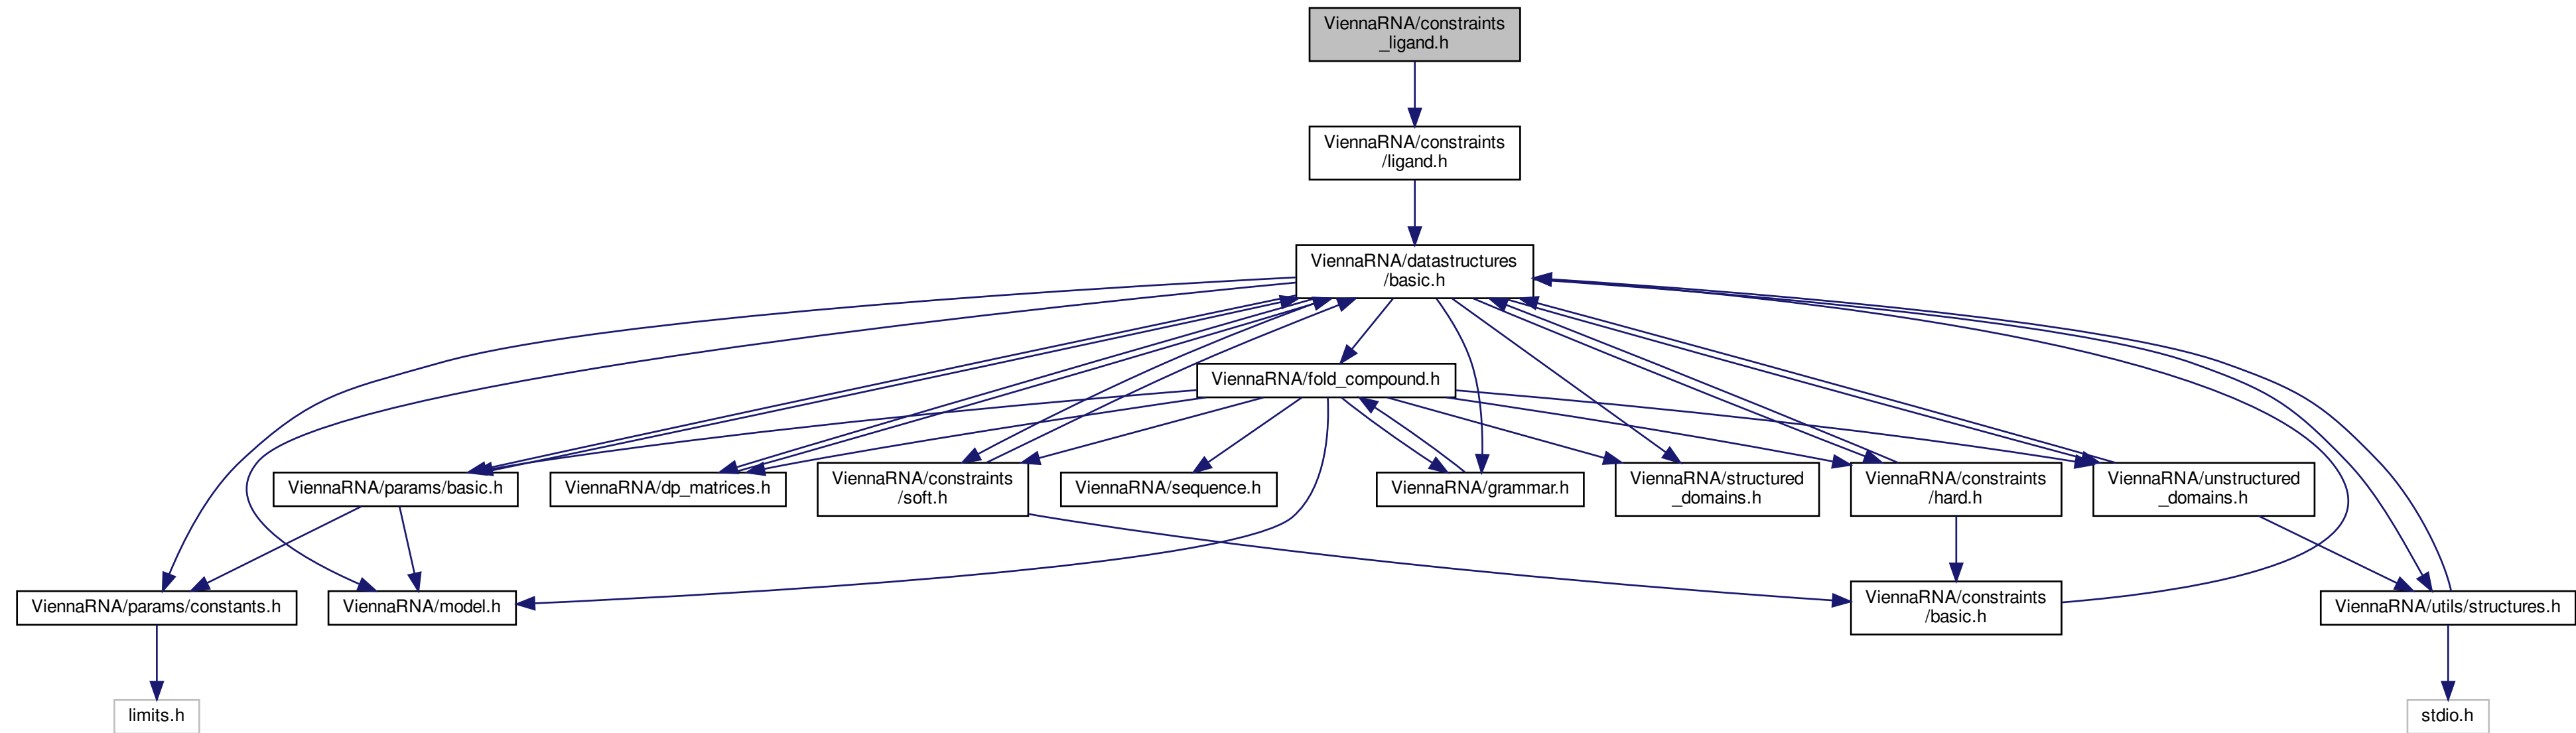 ViennaRNA/constraints
_ligand.h
ViennaRNA/constraints
/ligand.h
ViennaRNA/datastructures
/basic.h
ViennaRNA/fold_compound.h
ViennaRNA/params/basic.h
ViennaRNA/dp_matrices.h
ViennaRNA/constraints
/soft.h
ViennaRNA/sequence.h
ViennaRNA/grammar.h
ViennaRNA/structured
_domains.h
ViennaRNA/constraints
/hard.h
ViennaRNA/unstructured
_domains.h
ViennaRNA/params/constants.h
ViennaRNA/model.h
ViennaRNA/constraints
/basic.h
ViennaRNA/utils/structures.h
limits.h
stdio.h